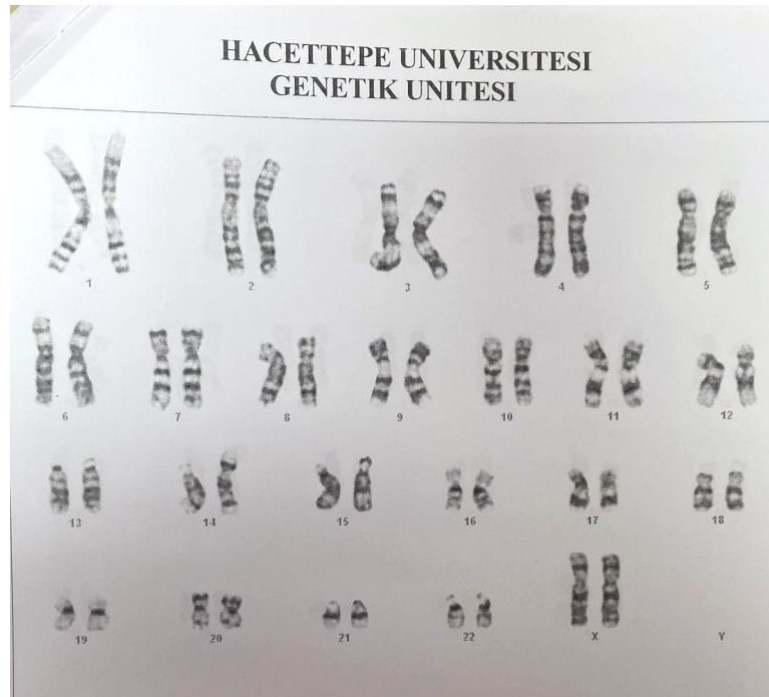 HACETTEPE UNIVERSITESI
GENETIK UNITESI
1 2 3 4 5
6 7 8 9 10 11 12
13 14 15 16 17 18
19 20 21 22 X Y